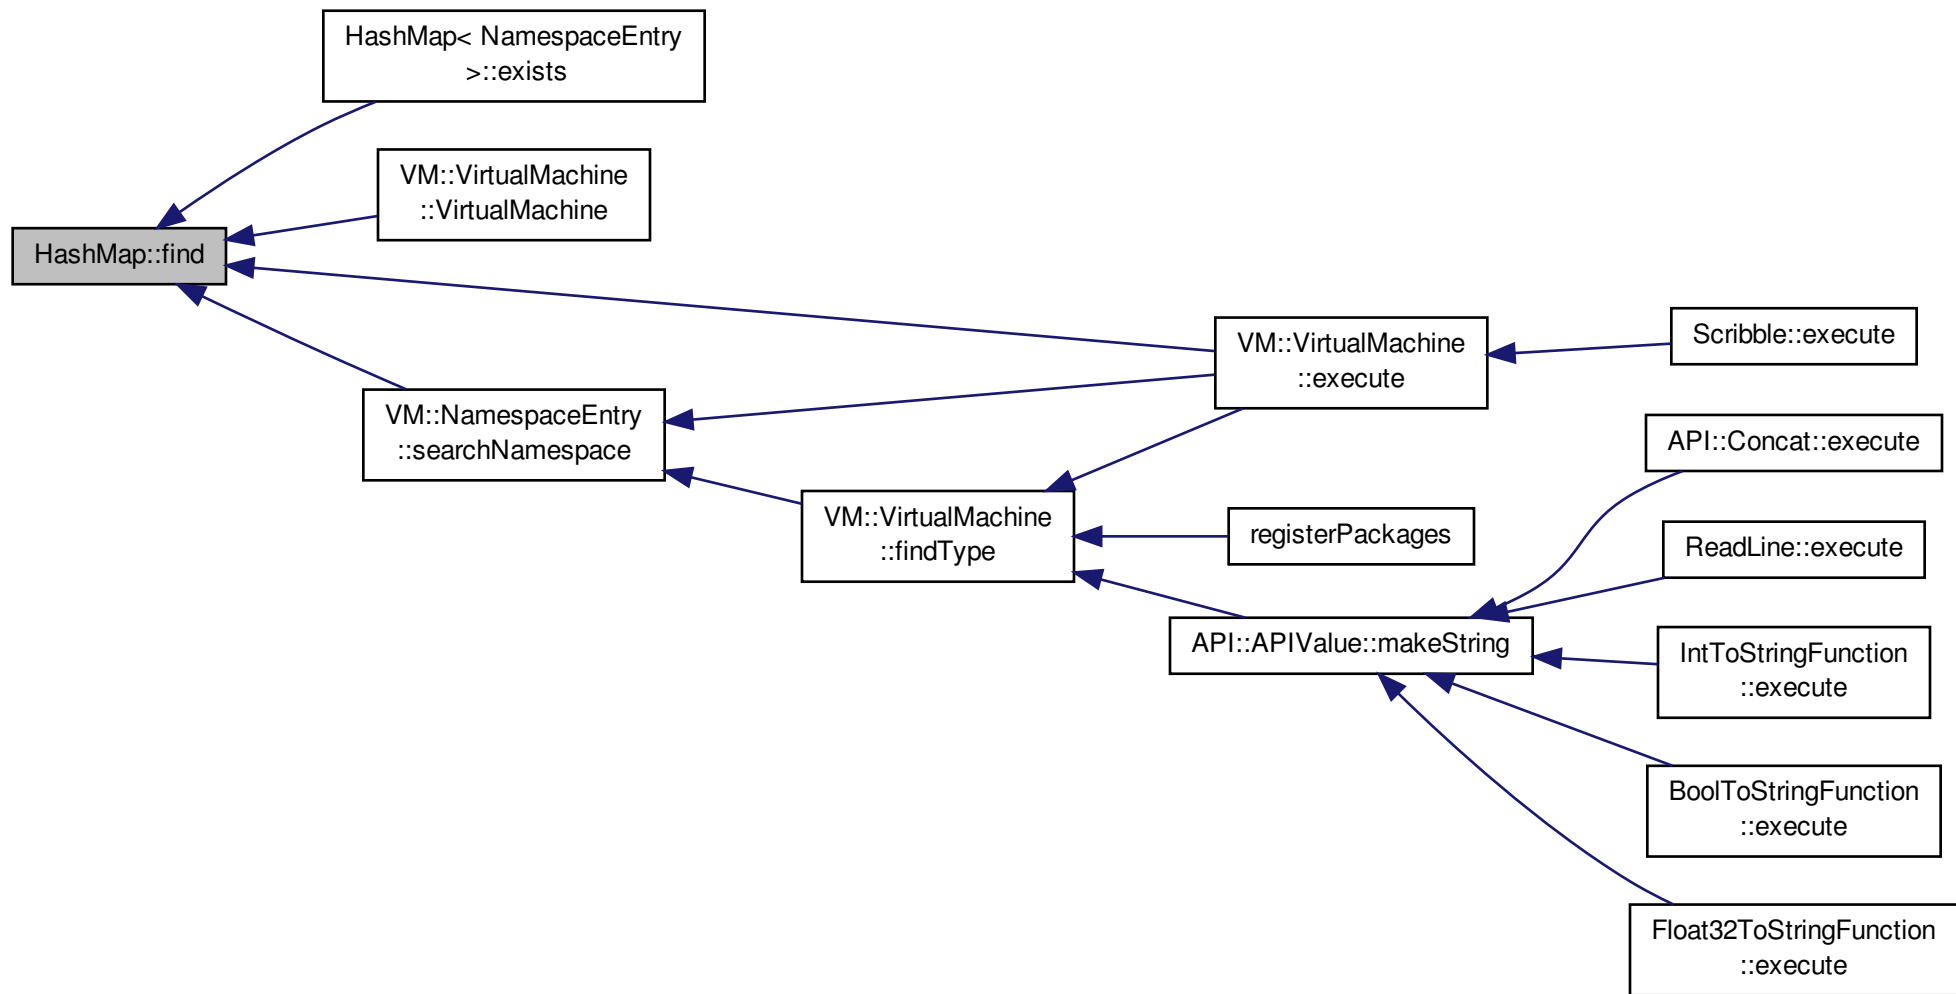 HashMap< NamespaceEntry
>::exists
VM::VirtualMachine
::VirtualMachine
HashMap::find
VM::NamespaceEntry
::searchNamespace
VM::VirtualMachine
::findType
VM::VirtualMachine
::execute
registerPackages
API::APIValue::makeString
Scribble::execute
API::Concat::execute
ReadLine::execute
IntToStringFunction
::execute
BoolToStringFunction
::execute
Float32ToStringFunction
::execute